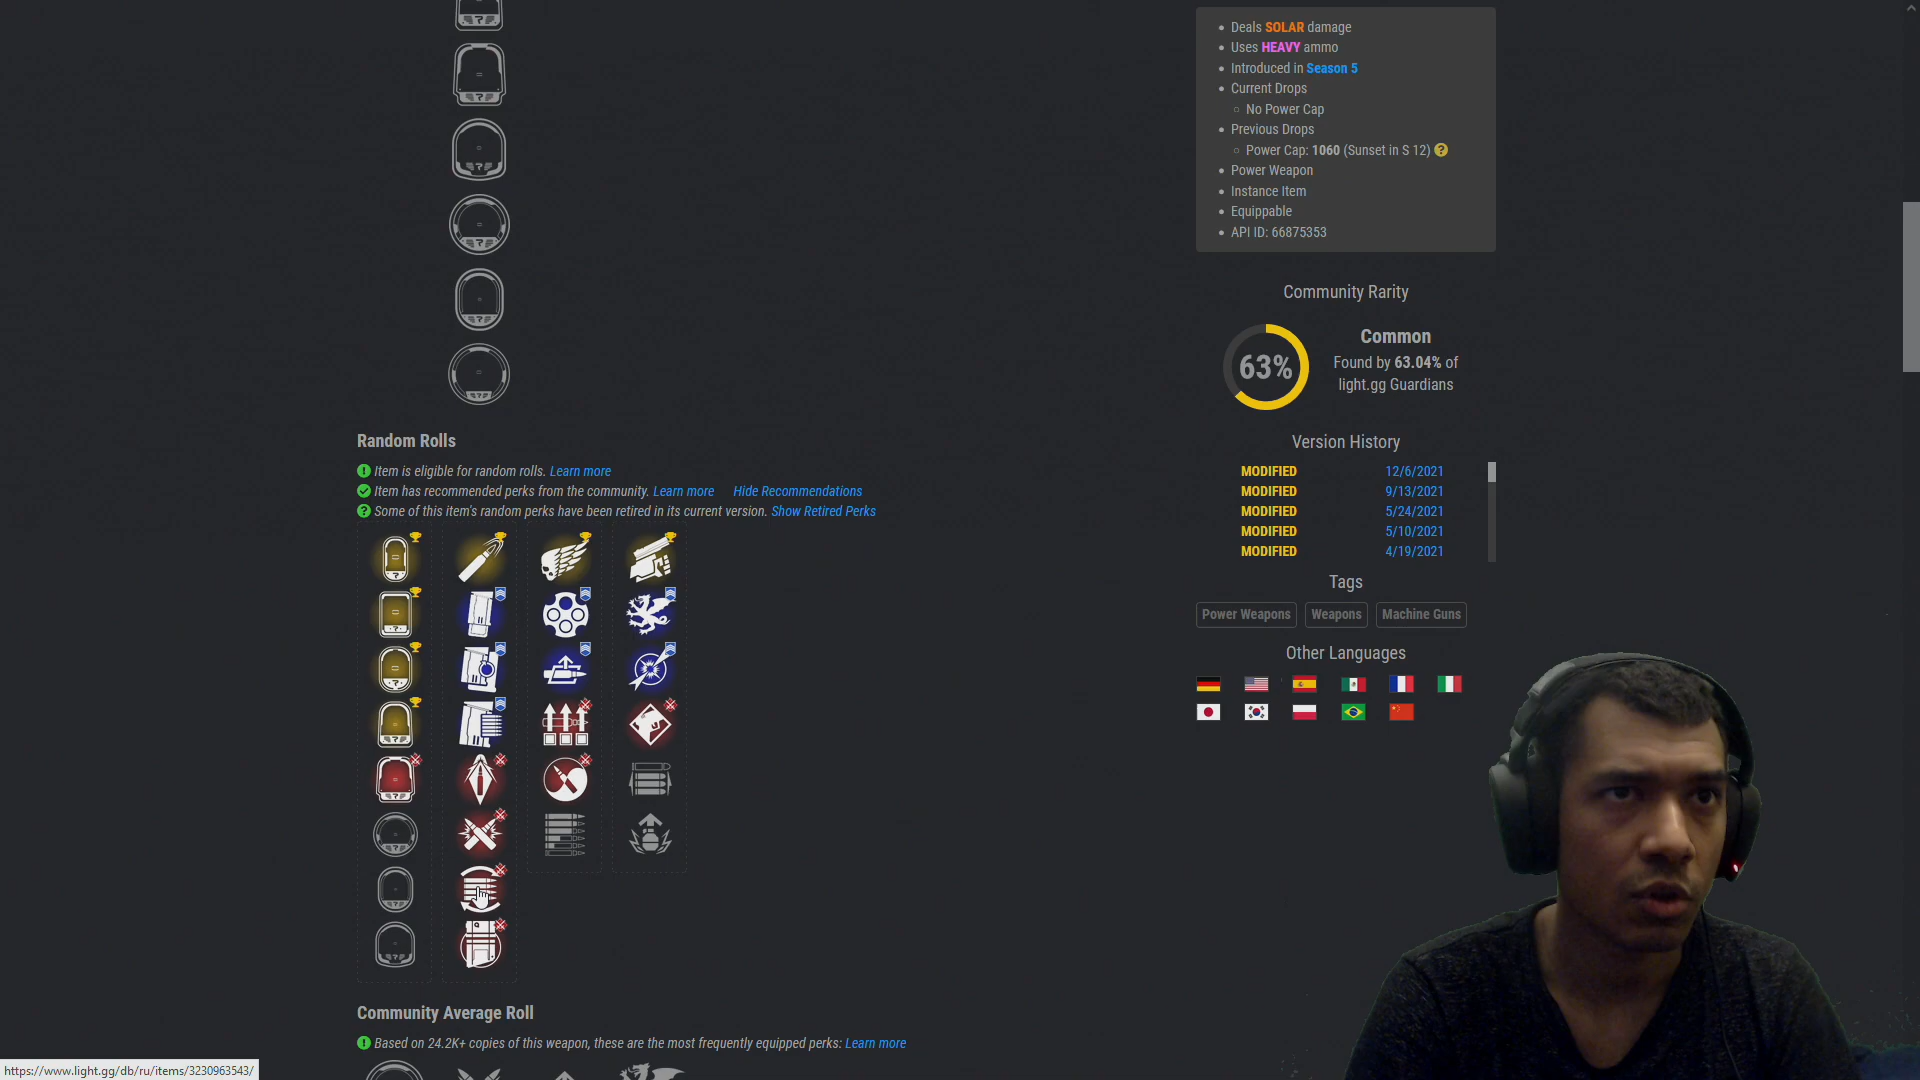 Deals SOLAR damage
Uses HEAVY ammo
Introduced in Season 5
Current Drops
No Power Cap
Previous Drops
Power Cap: 1060 (Sunset in S 12) ?
Power Weapon
Instance Item
Equippable
API ID: 66875353
Community Rarity
63%
Common
Found by 63.04% of
light.gg Guardians
Version History
MODIFIED 12/6/2021
MODIFIED 9/13/2021
MODIFIED 5/24/2021
MODIFIED 5/10/2021
MODIFIED 4/19/2021
Tags
Power Weapons Weapons Machine Guns
Other Languages
Random Rolls
Item is eligible for random rolls. Learn more
Item has recommended perks from the community. Learn more Hide Recommendations
Some of this item's random perks have been retired in its current version. Show Retired Perks
Community Average Roll
Based on 24.2K+ copies of this weapon, these are the most frequently equipped perks: Learn more
https://www.light.gg/db/ru/items/3230963543/